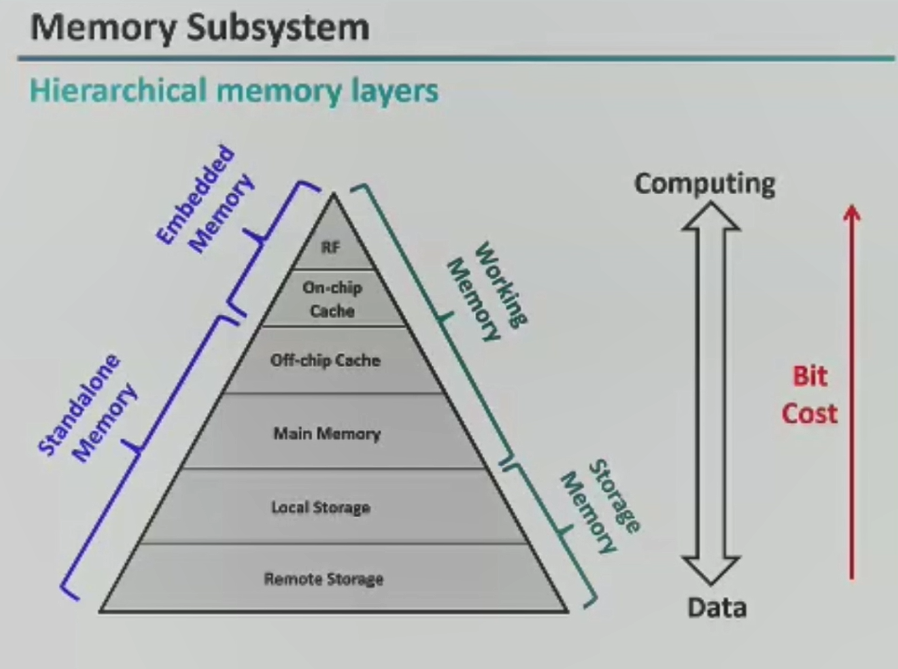 Memory Subsystem
Hierarchical memory layers
Embedded
Memory
Standalone
Memory
RF
On-chip
Cache
Off-chip Cache
Main Memory
Local Storage
Remote Storage
Working
Memory
Storage
Memory
Computing
Data
Bit
Cost